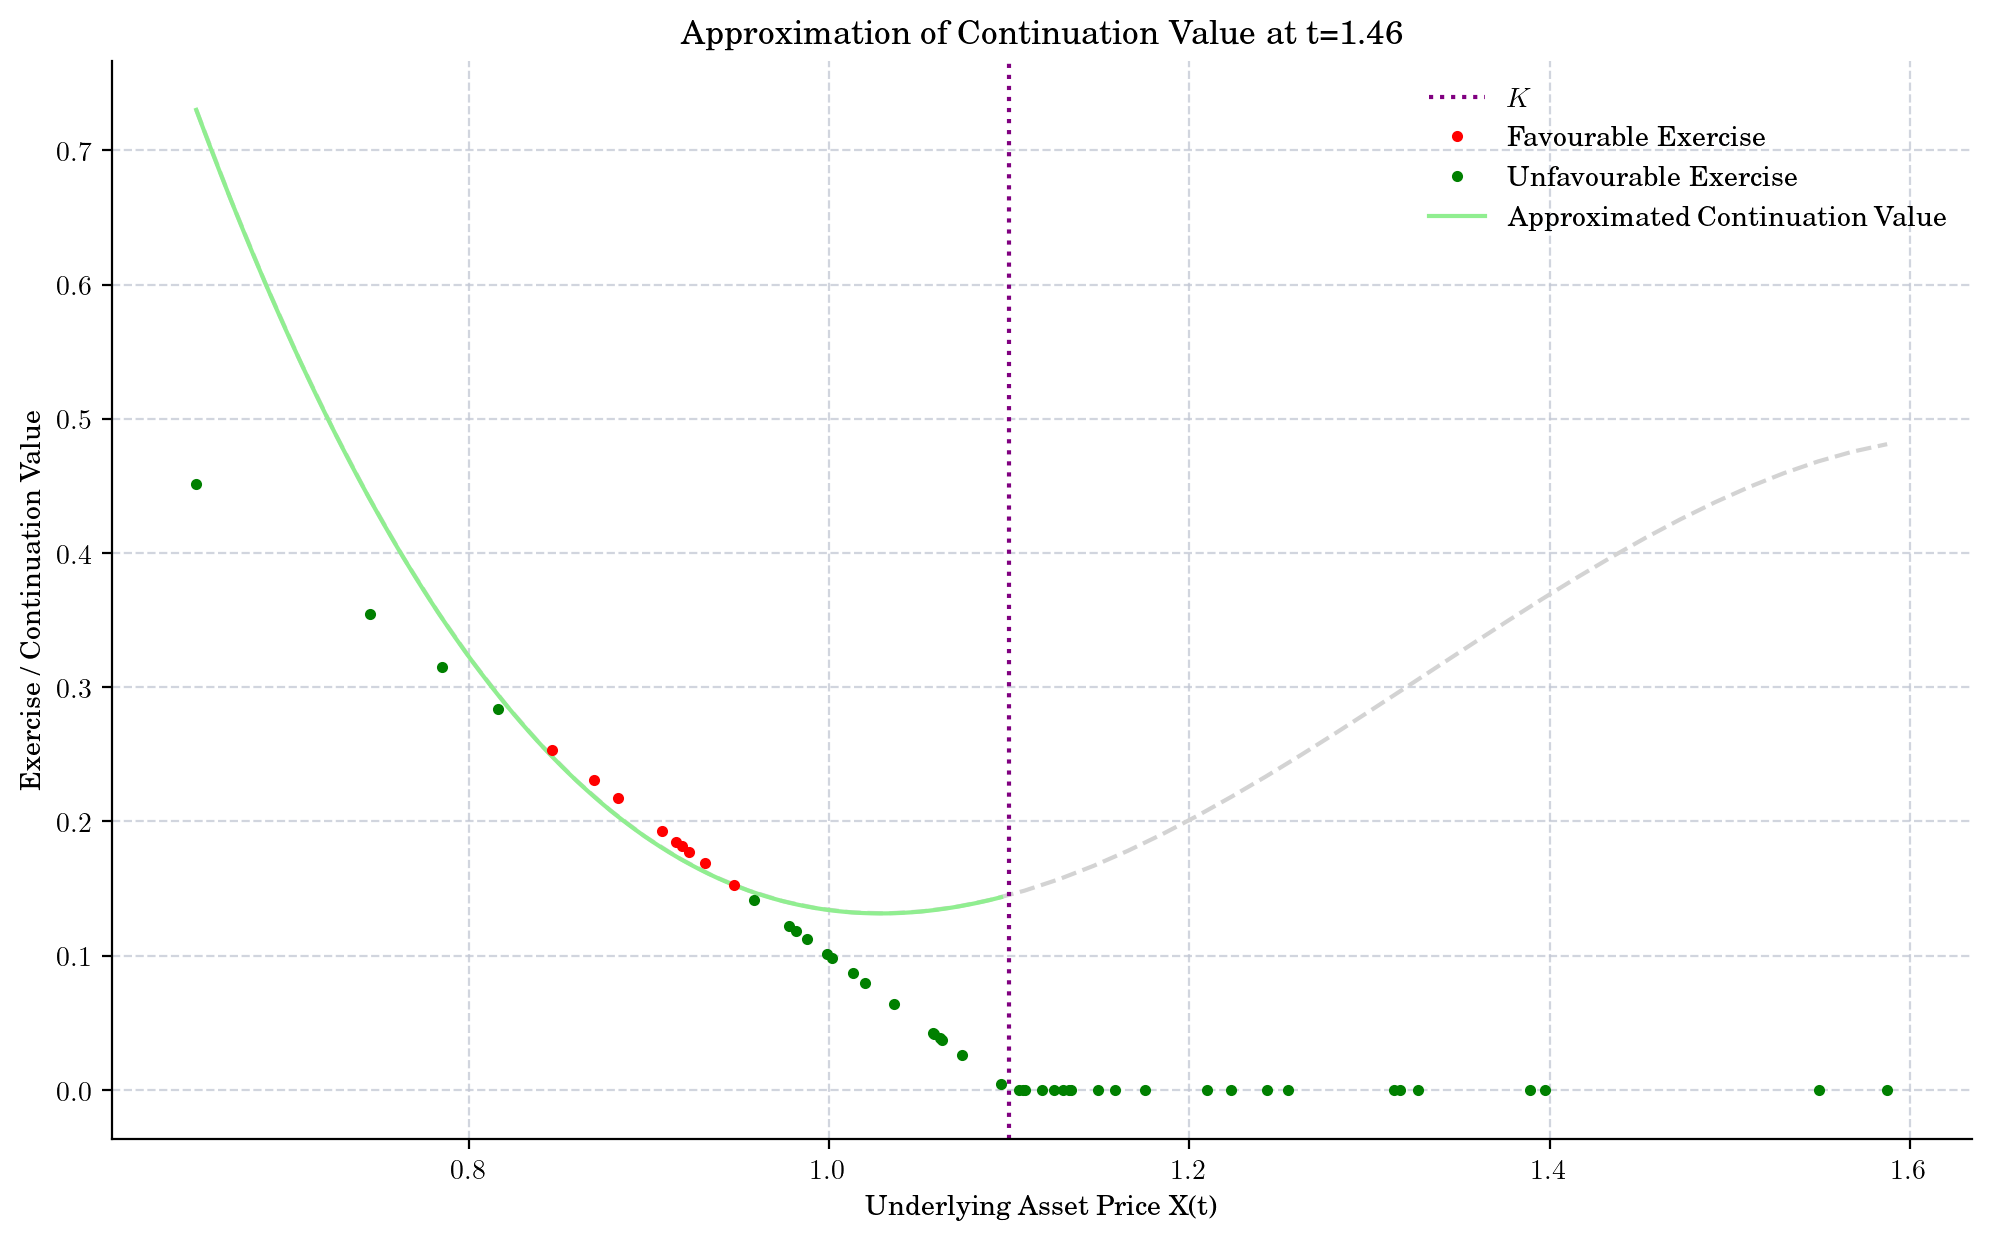 Approximation of Continuation Value at t=1.46
K
Favourable Exercise
Unfavourable Exercise
Approximated Continuation Value
Exercise / Continuation Value
0.7
0.6
0.5
0.4
0.3
0.2
0.1
0.0
0.8
1.0
1.2
1.4
1.6
Underlying Asset Price X(t)